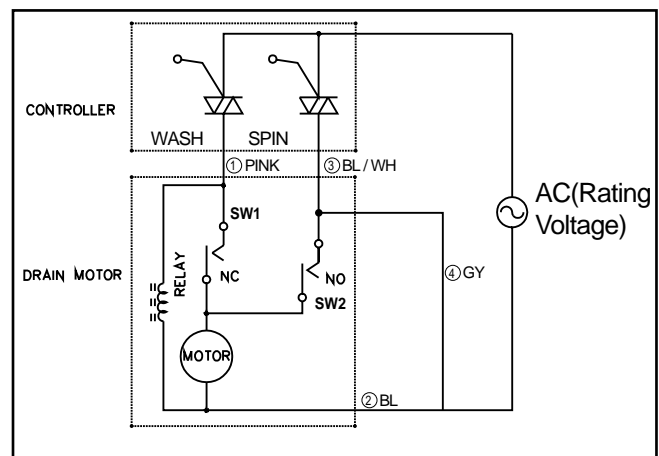 CONTROLLER
WASH SPIN
①PINK ③BL/WH
AC(Rating
Voltage)
SW1
DRAIN MOTOR
RELAY
NC
NO
SW2
④GY
MOTOR
②BL